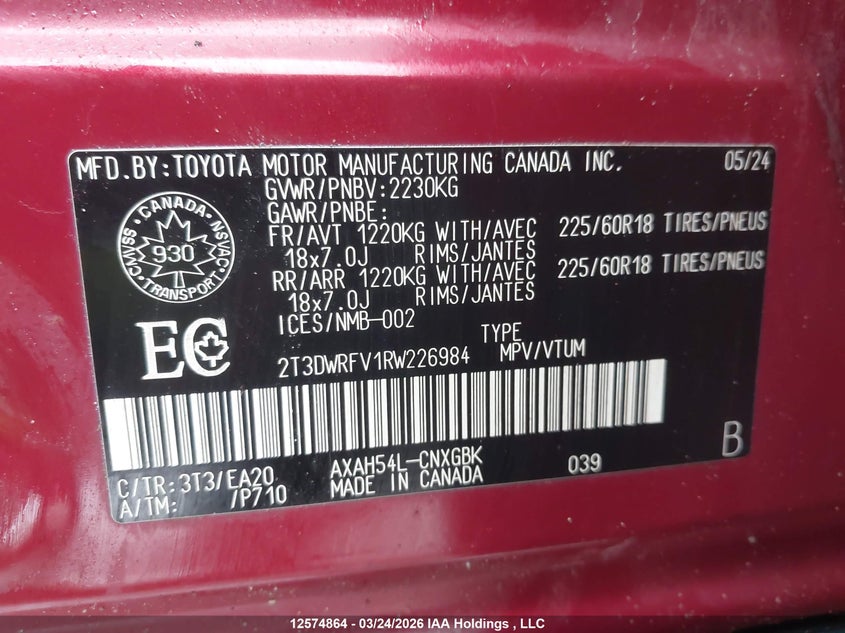 MFD.BY:TOYOTA MOTOR MANUFACTURING CANADA INC. 05/24
GVWR/PNBV:2230KG
GAWR/PNBE:
FR/AVT 1220KG WITH/AVEC 225/60R18 TIRES/PNEUS
18x7.0J RIMS/JANTES
RR/ARR 1220KG WITH/AVEC 225/60R18 TIRES/PNEUS
18x7.0J RIMS/JANTES
ICES/NMB-002
CANADA
CMVSS 930 NSVAC
TRANSPORT
EC
TYPE
2T3DWRFV1RW226984 MPV/VTUM
B
C/TR:3T3/EA20 AXAH54L-CNXGBK 039
A/TM: /P710 MADE IN CANADA
12574864 - 03/24/2026 IAA Holdings , LLC